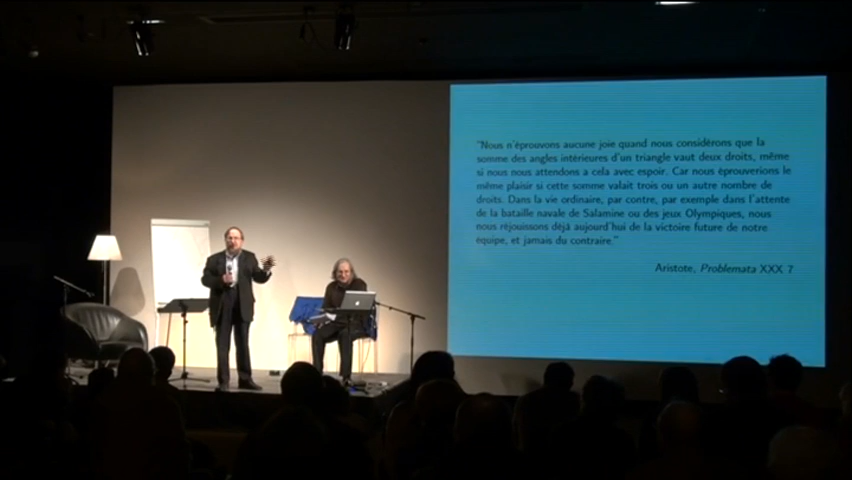 "Nous n'éprouvons aucune joie quand nous considérons que la
somme des angles intérieures d'un triangle vaut deux droits, même
si nous nous attendons a cela avec espoir. Car nous éprouverions le
même plaisir si cette somme valait trois ou un autre nombre de
droits. Dans la vie ordinaire, par contre, par exemple dans l'attente
de la bataille navale de Salamine ou des jeux Olympiques, nous
nous réjouissons déjà aujourd'hui de la victoire future de notre
equipe, et jamais du contraire."
Aristote, Problemata XXX 7